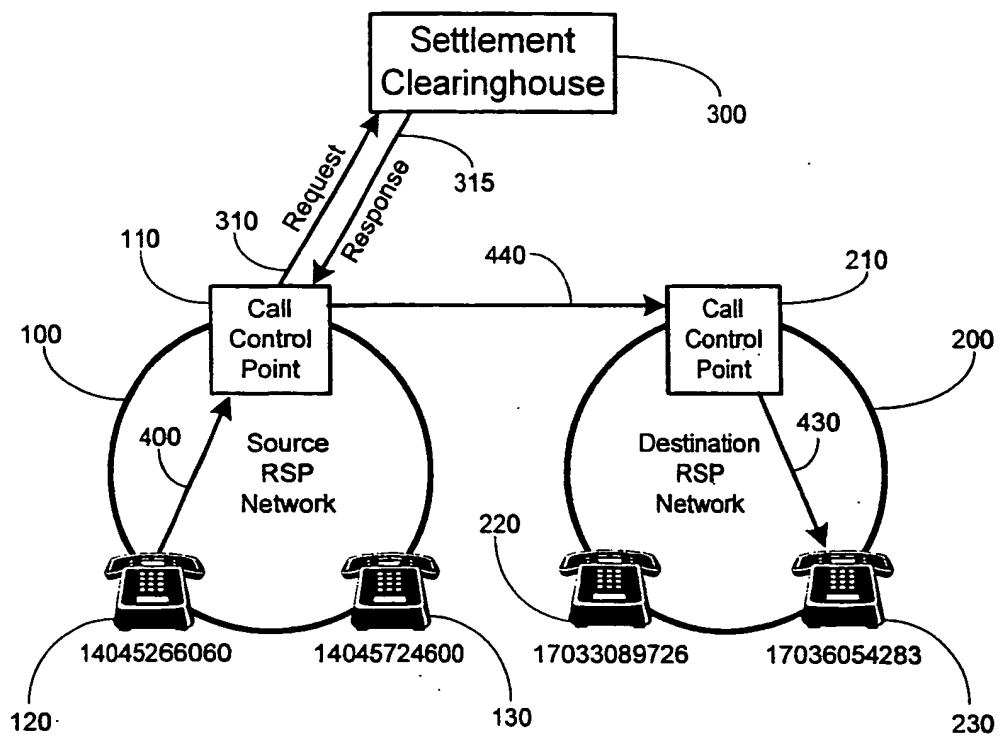 Settlement
Clearinghouse
300
Request
Response
315
310
110
440
210
Call
Control
Point
Call
Control
Point
100
200
400
430
Source
RSP
Network
Destination
RSP
Network
220
14045266060
14045724600
17033089726
17036054283
120
130
230